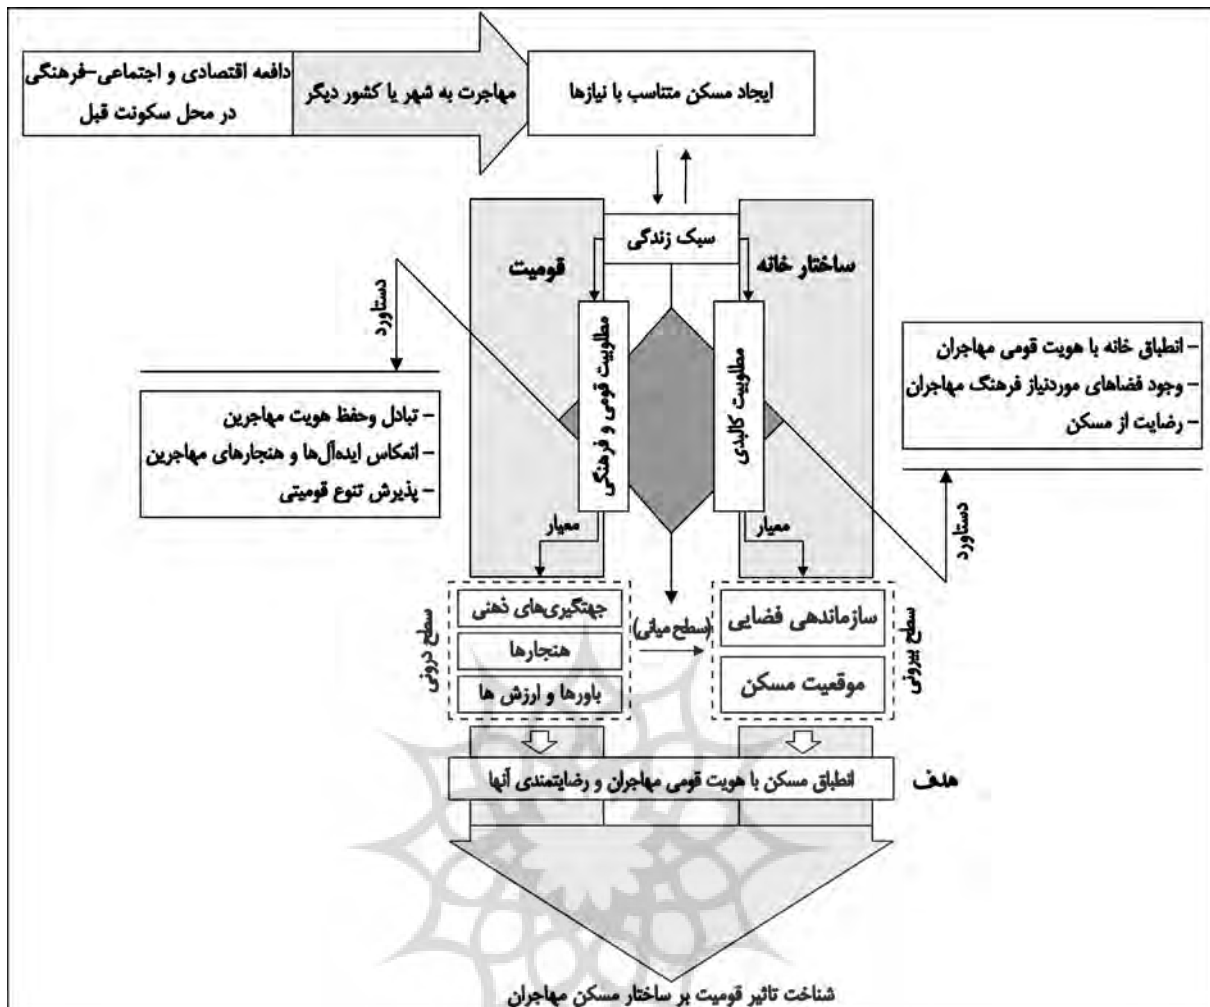 دافعه اقتصادی و اجتماعی-فرهنگی
در محل سکونت قبل
مهاجرت به شهر یا کشور دیگر
ایجاد مسکن متناسب با نیازها
سبک زندگی
ساختار خانه
قومیت
مطلوبیت کالبدی
مطلوبیت قومی و فرهنگی
دستاورد
– انطباق خانه با هویت قومی مهاجران
– وجود فضاهای موردنیاز فرهنگ مهاجران
– رضایت از مسکن
دستاورد
– تبادل وحفظ هویت مهاجرین
– انعکاس ایده‌آل‌ها و هنجارهای مهاجرین
– پذیرش تنوع قومیتی
معیار
معیار
سطح بیرونی
سازماندهی فضایی
موقعیت مسکن
(سطح میانی)
جهتگیری‌های ذهنی
هنجارها
باورها و ارزش ها
سطح درونی
هدف
انطباق مسکن با هویت قومی مهاجران و رضایتمندی آنها
شناخت تاثیر قومیت بر ساختار مسکن مهاجران